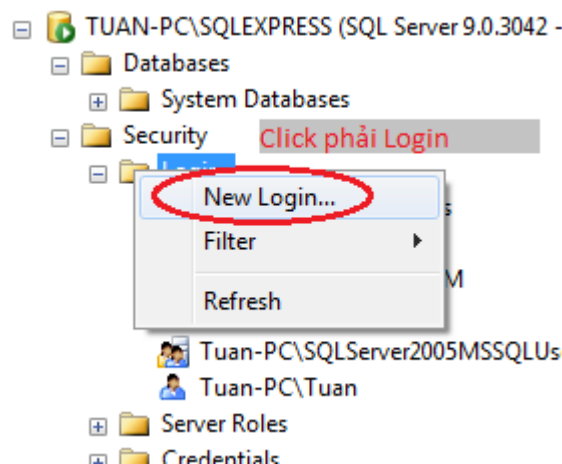 TUAN-PC\SQLEXPRESS (SQL Server 9.0.3042 -
Databases
System Databases
Security
Click phải Login
New Login...
Filter
Refresh
Tuan-PC\SQLServer2005MSSQLUs
Tuan-PC\Tuan
Server Roles
Credentials